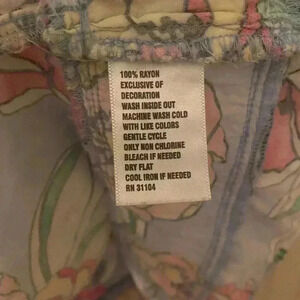 100% RAYON
EXCLUSIVE OF
DECORATION
WASH INSIDE OUT
MACHINE WASH COLD
WITH LIKE COLORS
GENTLE CYCLE
ONLY NON CHLORINE
BLEACH IF NEEDED
DRY FLAT
COOL IRON IF NEEDED
RN 31104